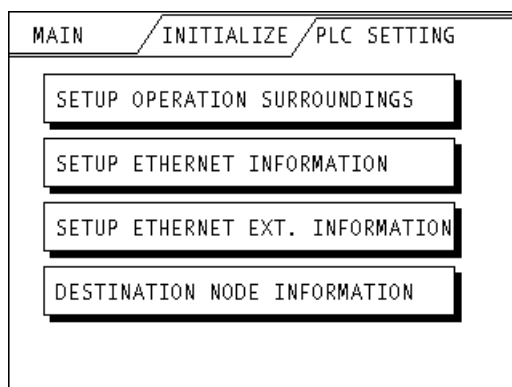 MAIN INITIALIZE PLC SETTING
SETUP OPERATION SURROUNDINGS
SETUP ETHERNET INFORMATION
SETUP ETHERNET EXT. INFORMATION
DESTINATION NODE INFORMATION